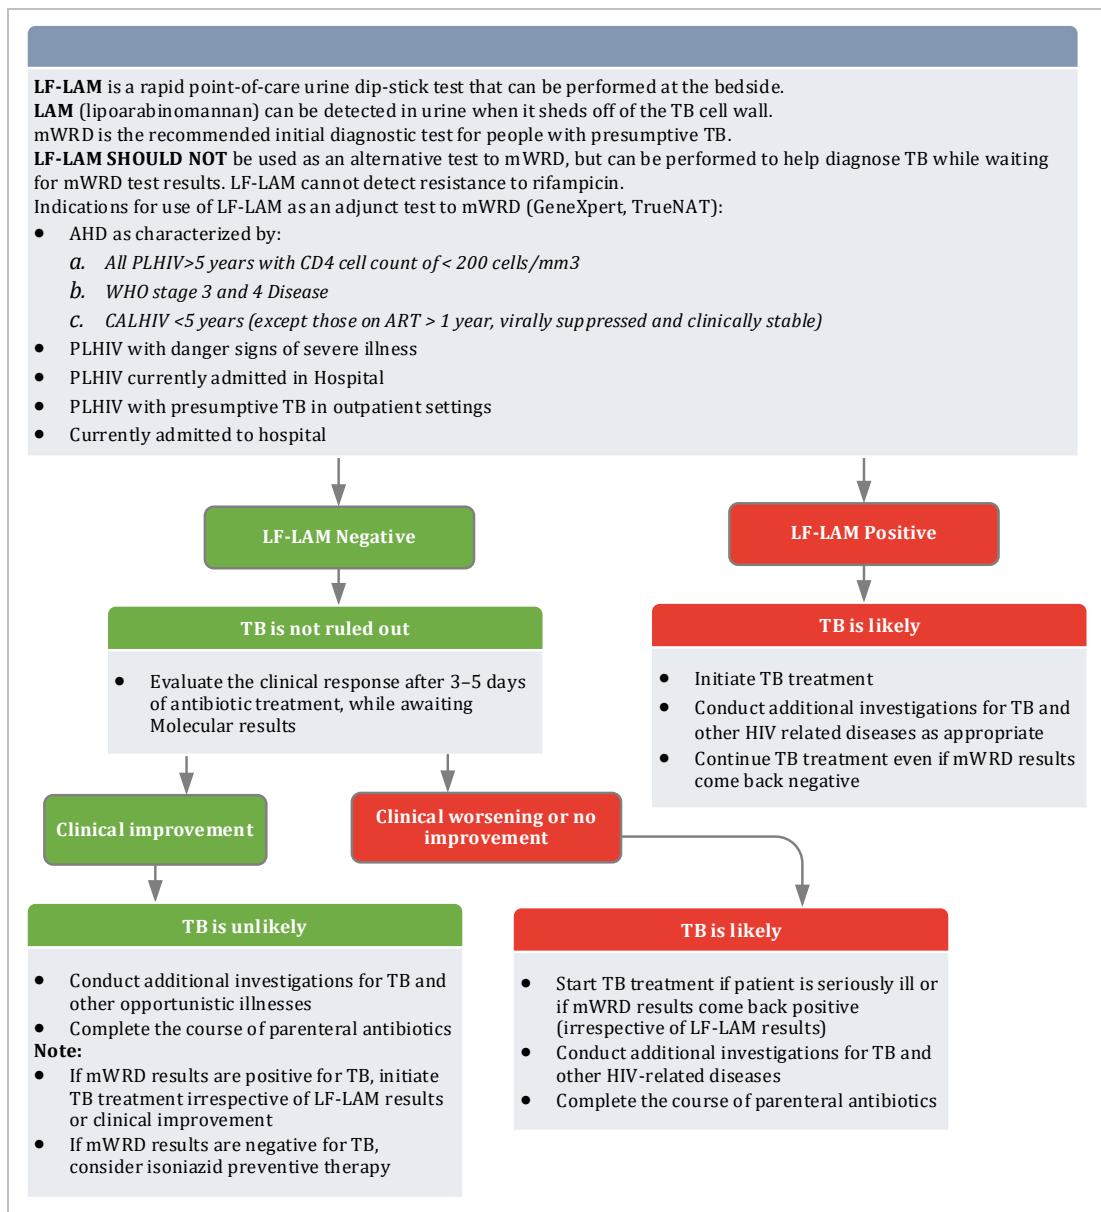 LF-LAM is a rapid point-of-care urine dip-stick test that can be performed at the bedside.
LAM (lipoarabinomannan) can be detected in urine when it sheds off of the TB cell wall.
mWRD is the recommended initial diagnostic test for people with presumptive TB.
LF-LAM SHOULD NOT be used as an alternative test to mWRD, but can be performed to help diagnose TB while waiting
for mWRD test results. LF-LAM cannot detect resistance to rifampicin.
Indications for use of LF-LAM as an adjunct test to mWRD (GeneXpert, TrueNAT):
• AHD as characterized by:
a. All PLHIV>5 years with CD4 cell count of < 200 cells/mm3
b. WHO stage 3 and 4 Disease
c. CALHIV <5 years (except those on ART > 1 year, virally suppressed and clinically stable)
• PLHIV with danger signs of severe illness
• PLHIV currently admitted in Hospital
• PLHIV with presumptive TB in outpatient settings
• Currently admitted to hospital
LF-LAM Negative
LF-LAM Positive
TB is not ruled out
• Evaluate the clinical response after 3–5 days
of antibiotic treatment, while awaiting
Molecular results
TB is likely
• Initiate TB treatment
• Conduct additional investigations for TB and
other HIV related diseases as appropriate
• Continue TB treatment even if mWRD results
come back negative
Clinical improvement
Clinical worsening or no
improvement
TB is unlikely
• Conduct additional investigations for TB and
other opportunistic illnesses
• Complete the course of parenteral antibiotics
Note:
• If mWRD results are positive for TB, initiate
TB treatment irrespective of LF-LAM results
or clinical improvement
• If mWRD results are negative for TB,
consider isoniazid preventive therapy
TB is likely
• Start TB treatment if patient is seriously ill or
if mWRD results come back positive
(irrespective of LF-LAM results)
• Conduct additional investigations for TB and
other HIV-related diseases
• Complete the course of parenteral antibiotics